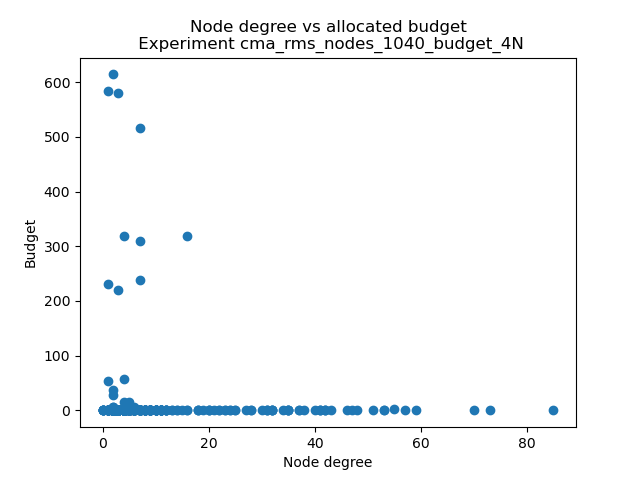 Node degree vs allocated budget
Experiment cma_rms_nodes_1040_budget_4N
600
500
400
300
200
100
0
Budget
0 20 40 60 80
Node degree